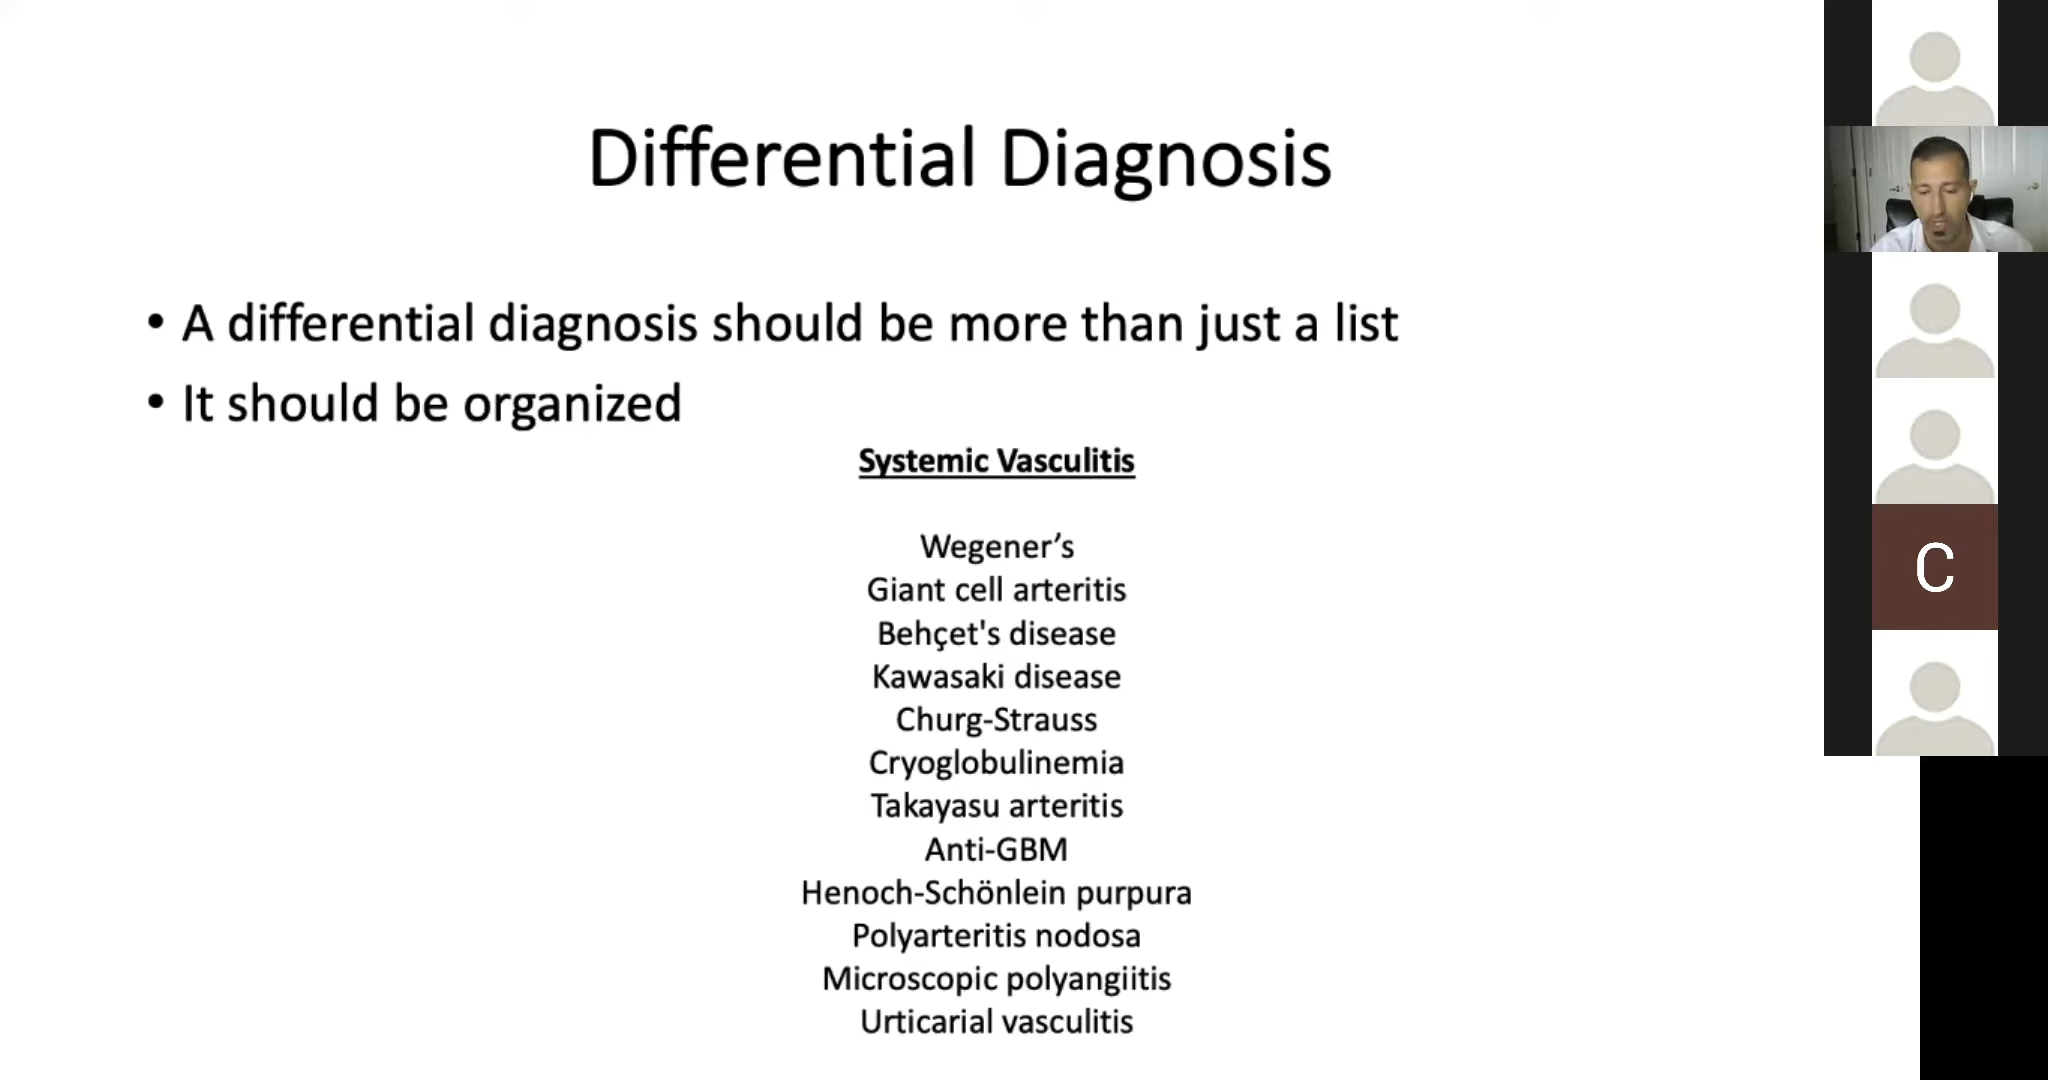 Differential Diagnosis
• A differential diagnosis should be more than just a list
• It should be organized
Systemic Vasculitis
Wegener’s
Giant cell arteritis
Behçet's disease
Kawasaki disease
Churg-Strauss
Cryoglobulinemia
Takayasu arteritis
Anti-GBM
Henoch-Schönlein purpura
Polyarteritis nodosa
Microscopic polyangiitis
Urticarial vasculitis
C